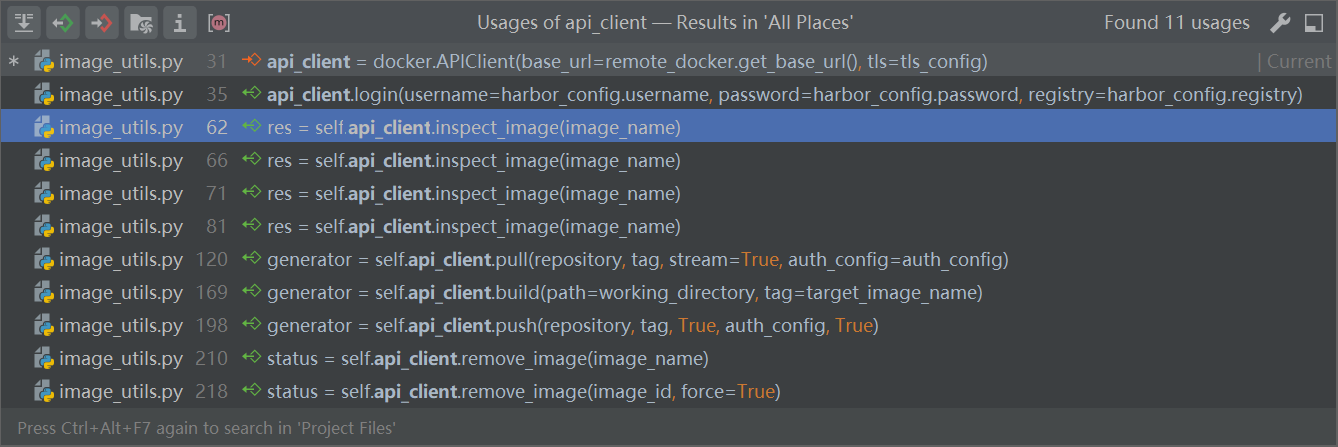 Usages of api_client — Results in 'All Places' Found 11 usages
* image_utils.py 31 api_client = docker.APIClient(base_url=remote_docker.get_base_url(), tls=tls_config) | Current
image_utils.py 35 api_client.login(username=harbor_config.username, password=harbor_config.password, registry=harbor_config.registry)
image_utils.py 62 res = self.api_client.inspect_image(image_name)
image_utils.py 66 res = self.api_client.inspect_image(image_name)
image_utils.py 71 res = self.api_client.inspect_image(image_name)
image_utils.py 81 res = self.api_client.inspect_image(image_name)
image_utils.py 120 generator = self.api_client.pull(repository, tag, stream=True, auth_config=auth_config)
image_utils.py 169 generator = self.api_client.build(path=working_directory, tag=target_image_name)
image_utils.py 198 generator = self.api_client.push(repository, tag, True, auth_config, True)
image_utils.py 210 status = self.api_client.remove_image(image_name)
image_utils.py 218 status = self.api_client.remove_image(image_id, force=True)
Press Ctrl+Alt+F7 again to search in 'Project Files'